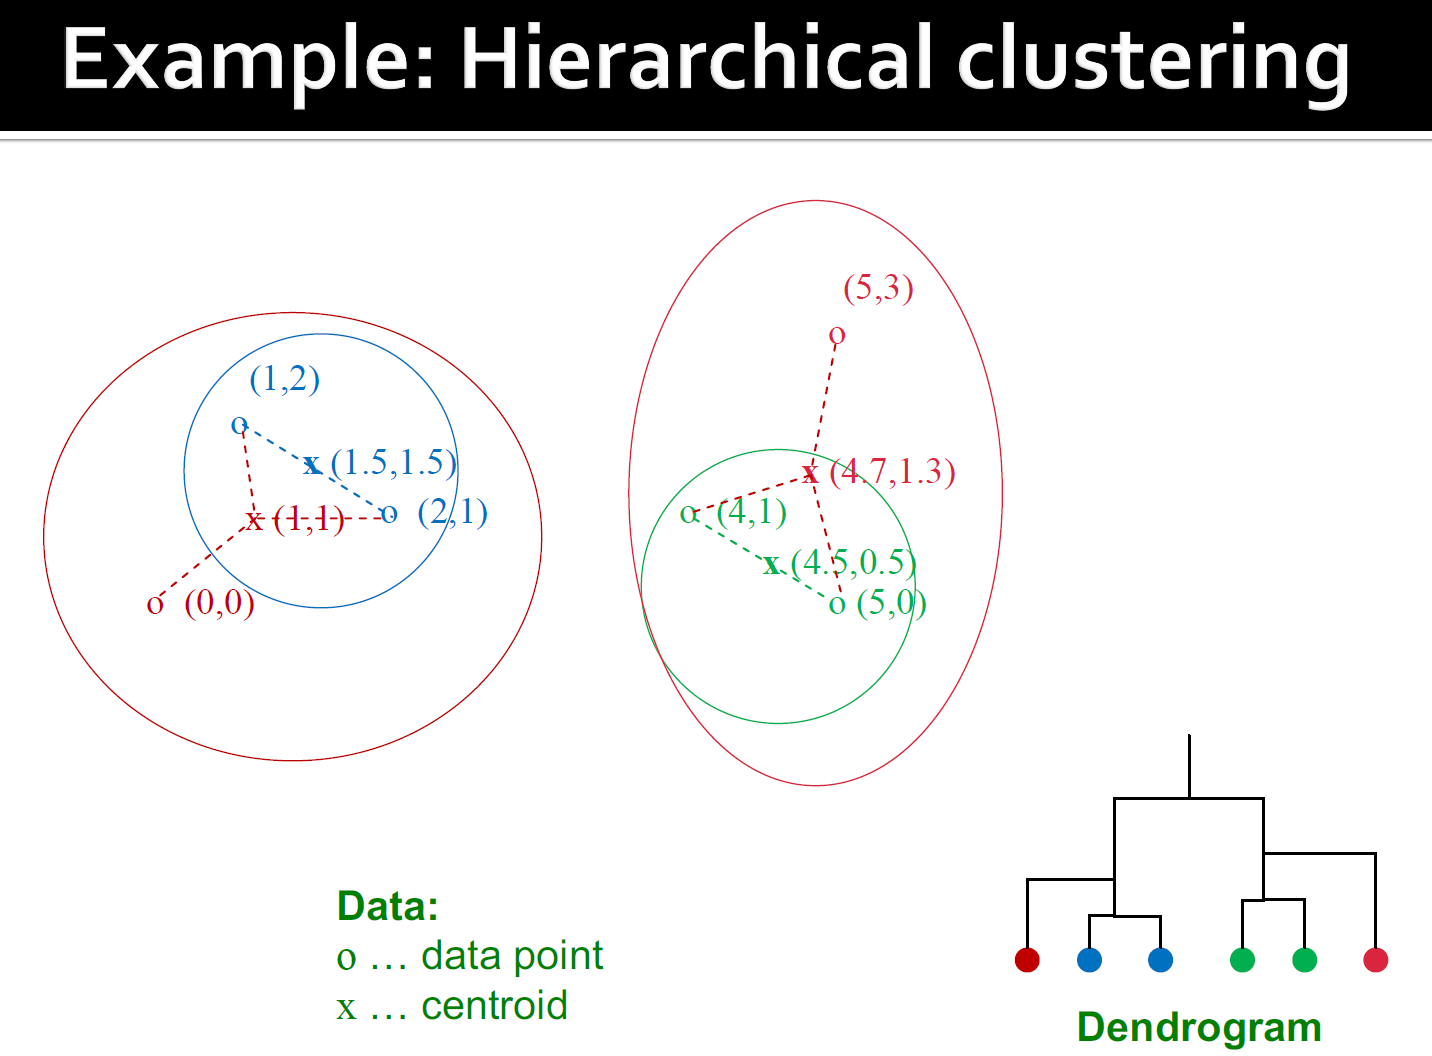 Example: Hierarchical clustering
(5,3)
o
(1,2)
o
x (1.5,1.5)
x (4.7,1.3)
x (1,1)
o (2,1)
o (4,1)
x (4.5,0.5)
o (0,0)
o (5,0)
Data:
o … data point
x … centroid
Dendrogram